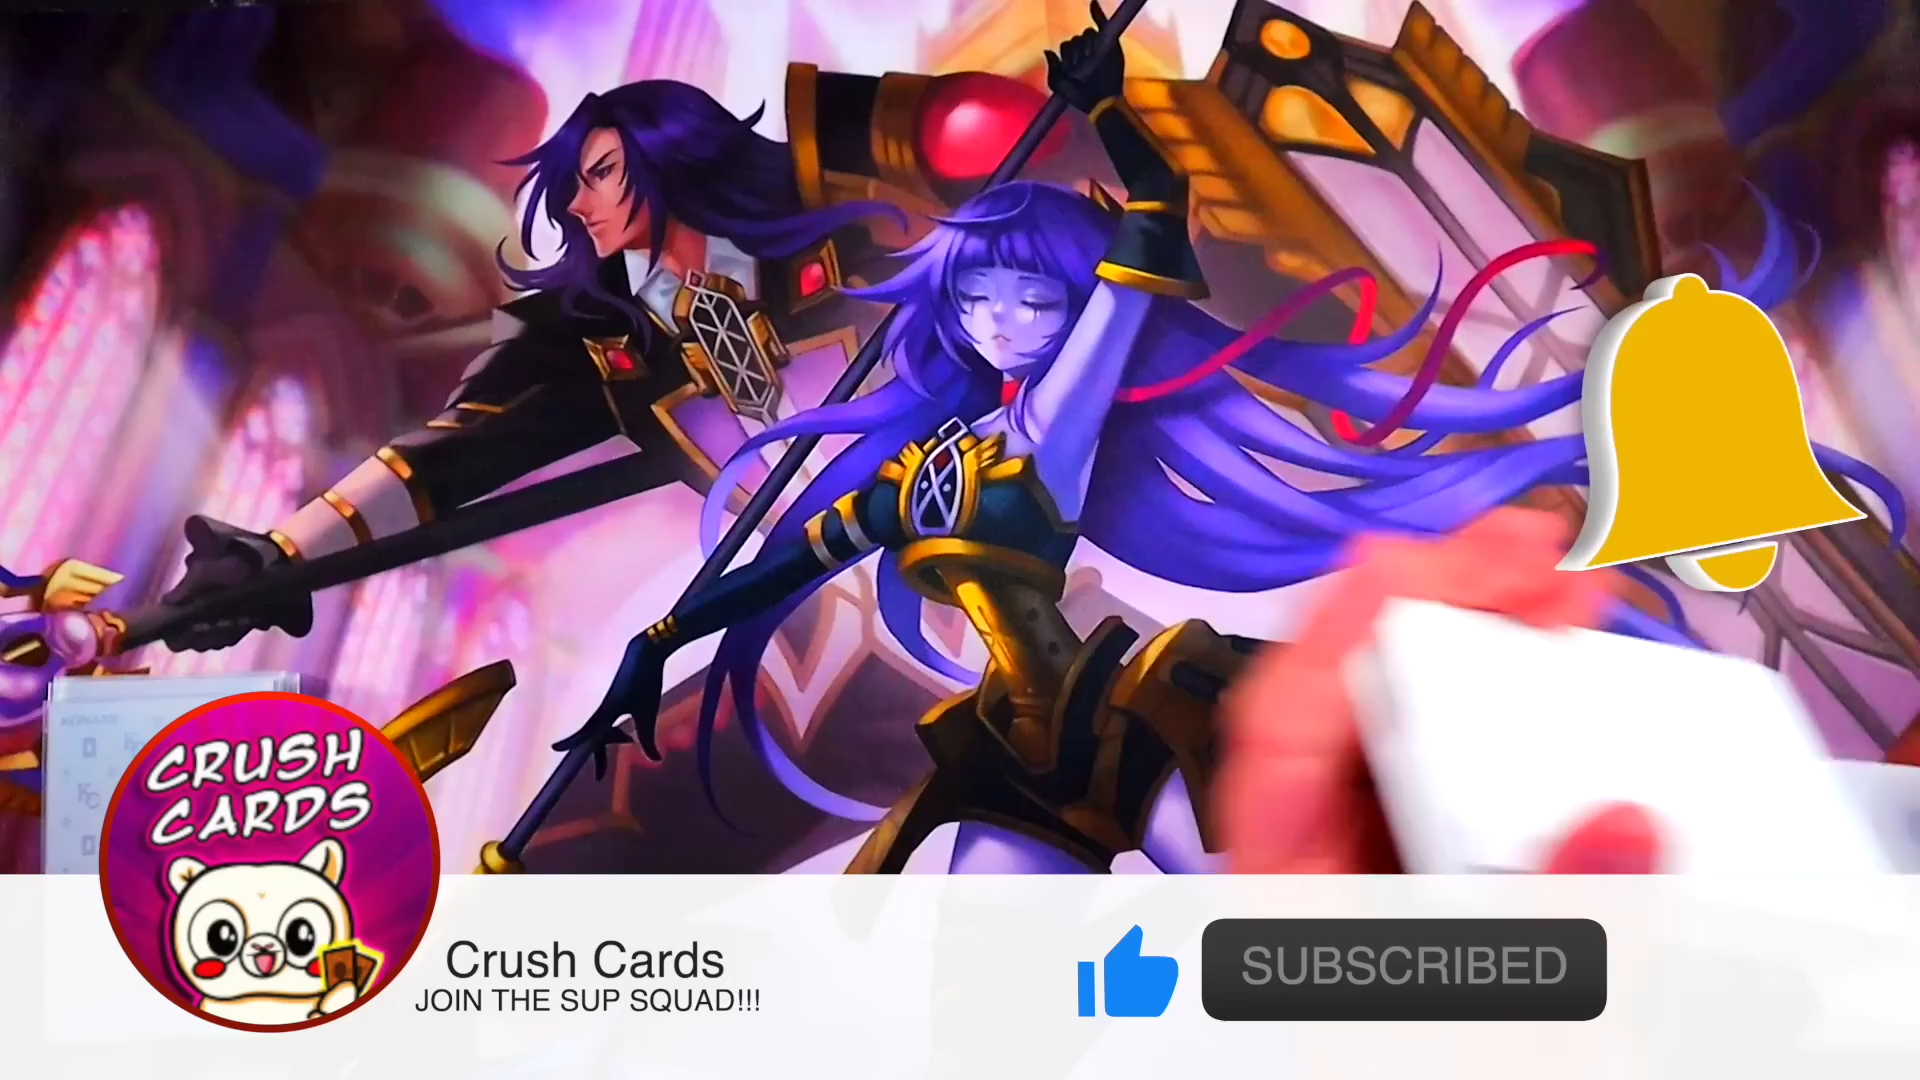 CRUSH
CARDS
Crush Cards
JOIN THE SUP SQUAD!!!
SUBSCRIBED